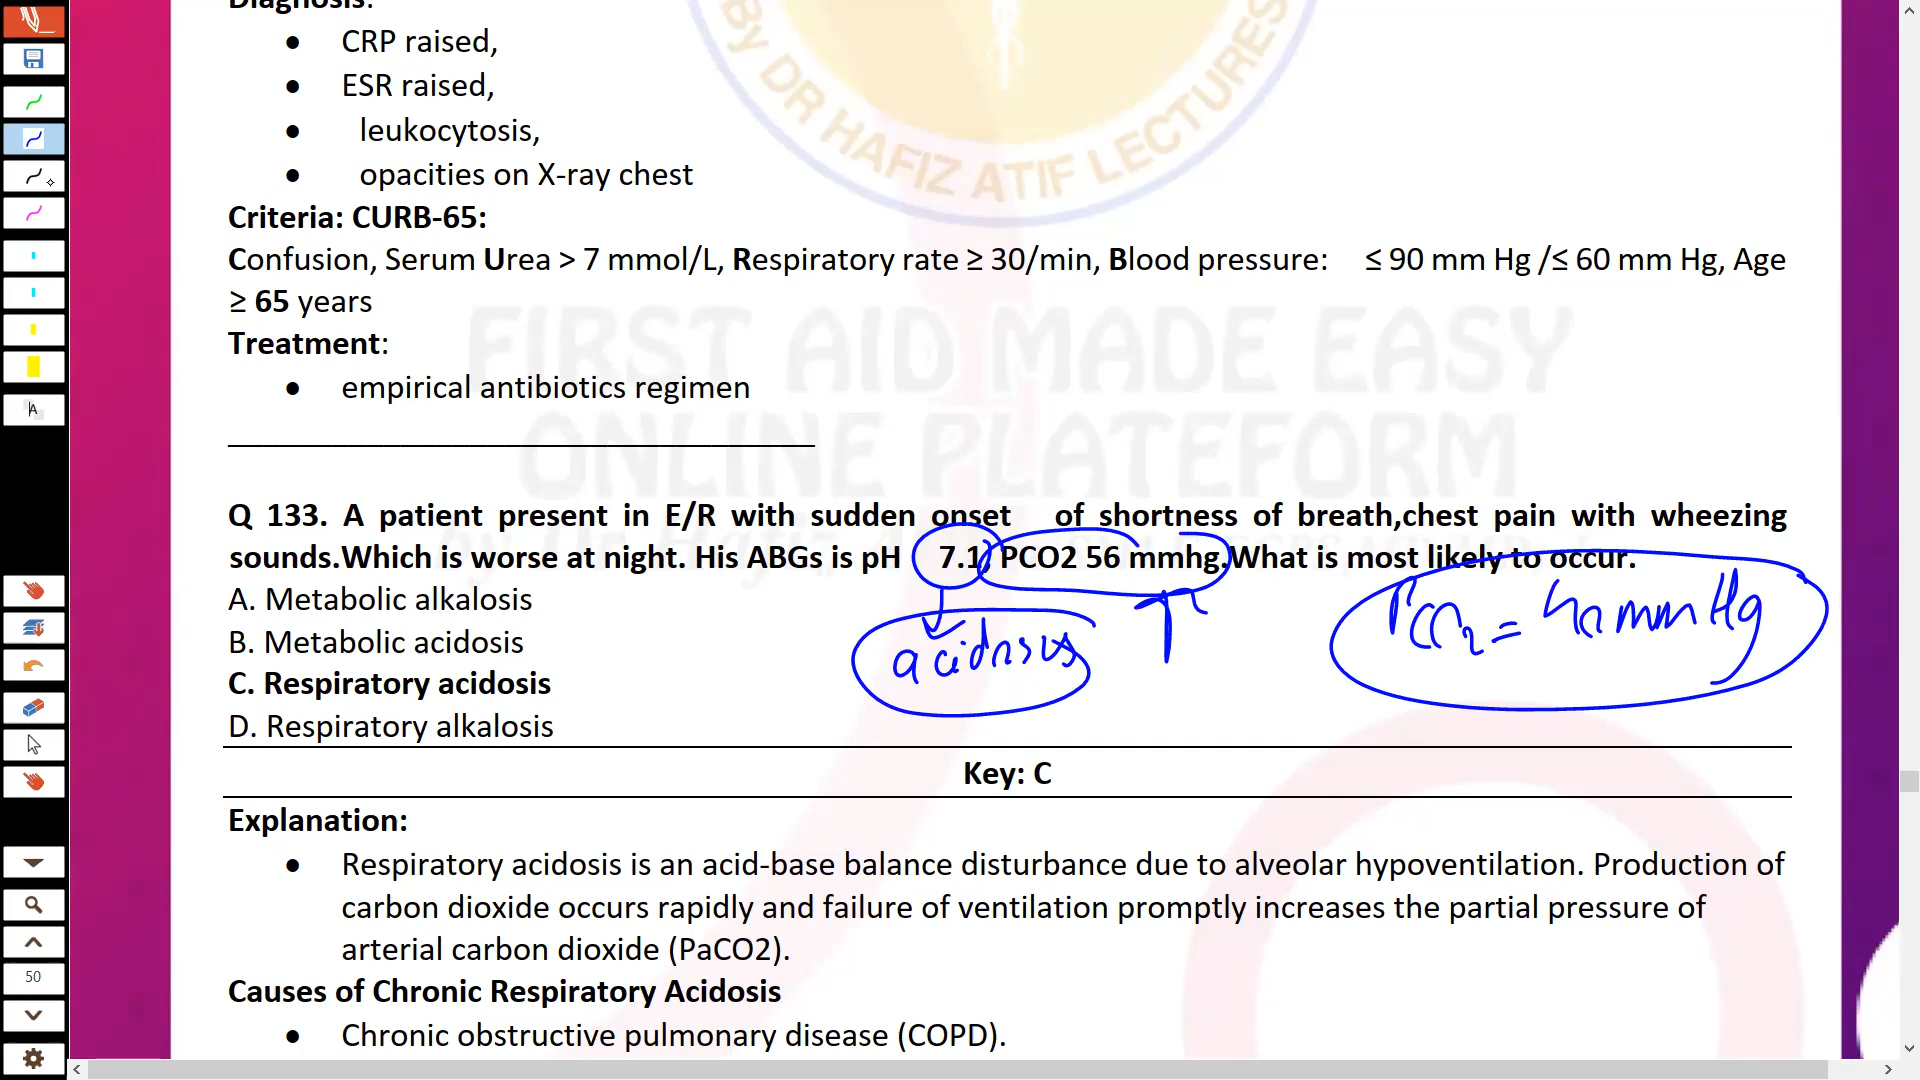 Diagnosis:
• CRP raised,
• ESR raised,
• leukocytosis,
• opacities on X-ray chest
By DR HAFIZ ATIF LECTURES
Criteria: CURB-65:
Confusion, Serum Urea > 7 mmol/L, Respiratory rate ≥ 30/min, Blood pressure: ≤ 90 mm Hg /≤ 60 mm Hg, Age
≥ 65 years
FIRST AID MADE EASY
Treatment:
• empirical antibiotics regimen
ONLINE PLATEFORM
Q 133. A patient present in E/R with sudden onset of shortness of breath,chest pain with wheezing
sounds.Which is worse at night. His ABGs is pH 7.1, PCO2 56 mmhg.What is most likely to occur.
by Dr Hafiz
A. Metabolic alkalosis
B. Metabolic acidosis
C. Respiratory acidosis
D. Respiratory alkalosis
acidosis
PCO2 = 40 mmHg
Key: C
Explanation:
• Respiratory acidosis is an acid-base balance disturbance due to alveolar hypoventilation. Production of
carbon dioxide occurs rapidly and failure of ventilation promptly increases the partial pressure of
arterial carbon dioxide (PaCO2).
Causes of Chronic Respiratory Acidosis
• Chronic obstructive pulmonary disease (COPD).
A
50